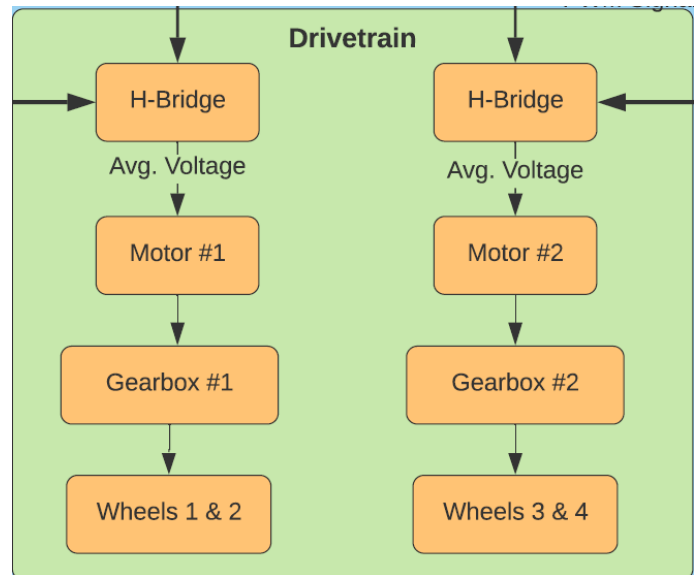 Drivetrain
H-Bridge
H-Bridge
Avg. Voltage
Avg. Voltage
Motor #1
Motor #2
Gearbox #1
Gearbox #2
Wheels 1 & 2
Wheels 3 & 4